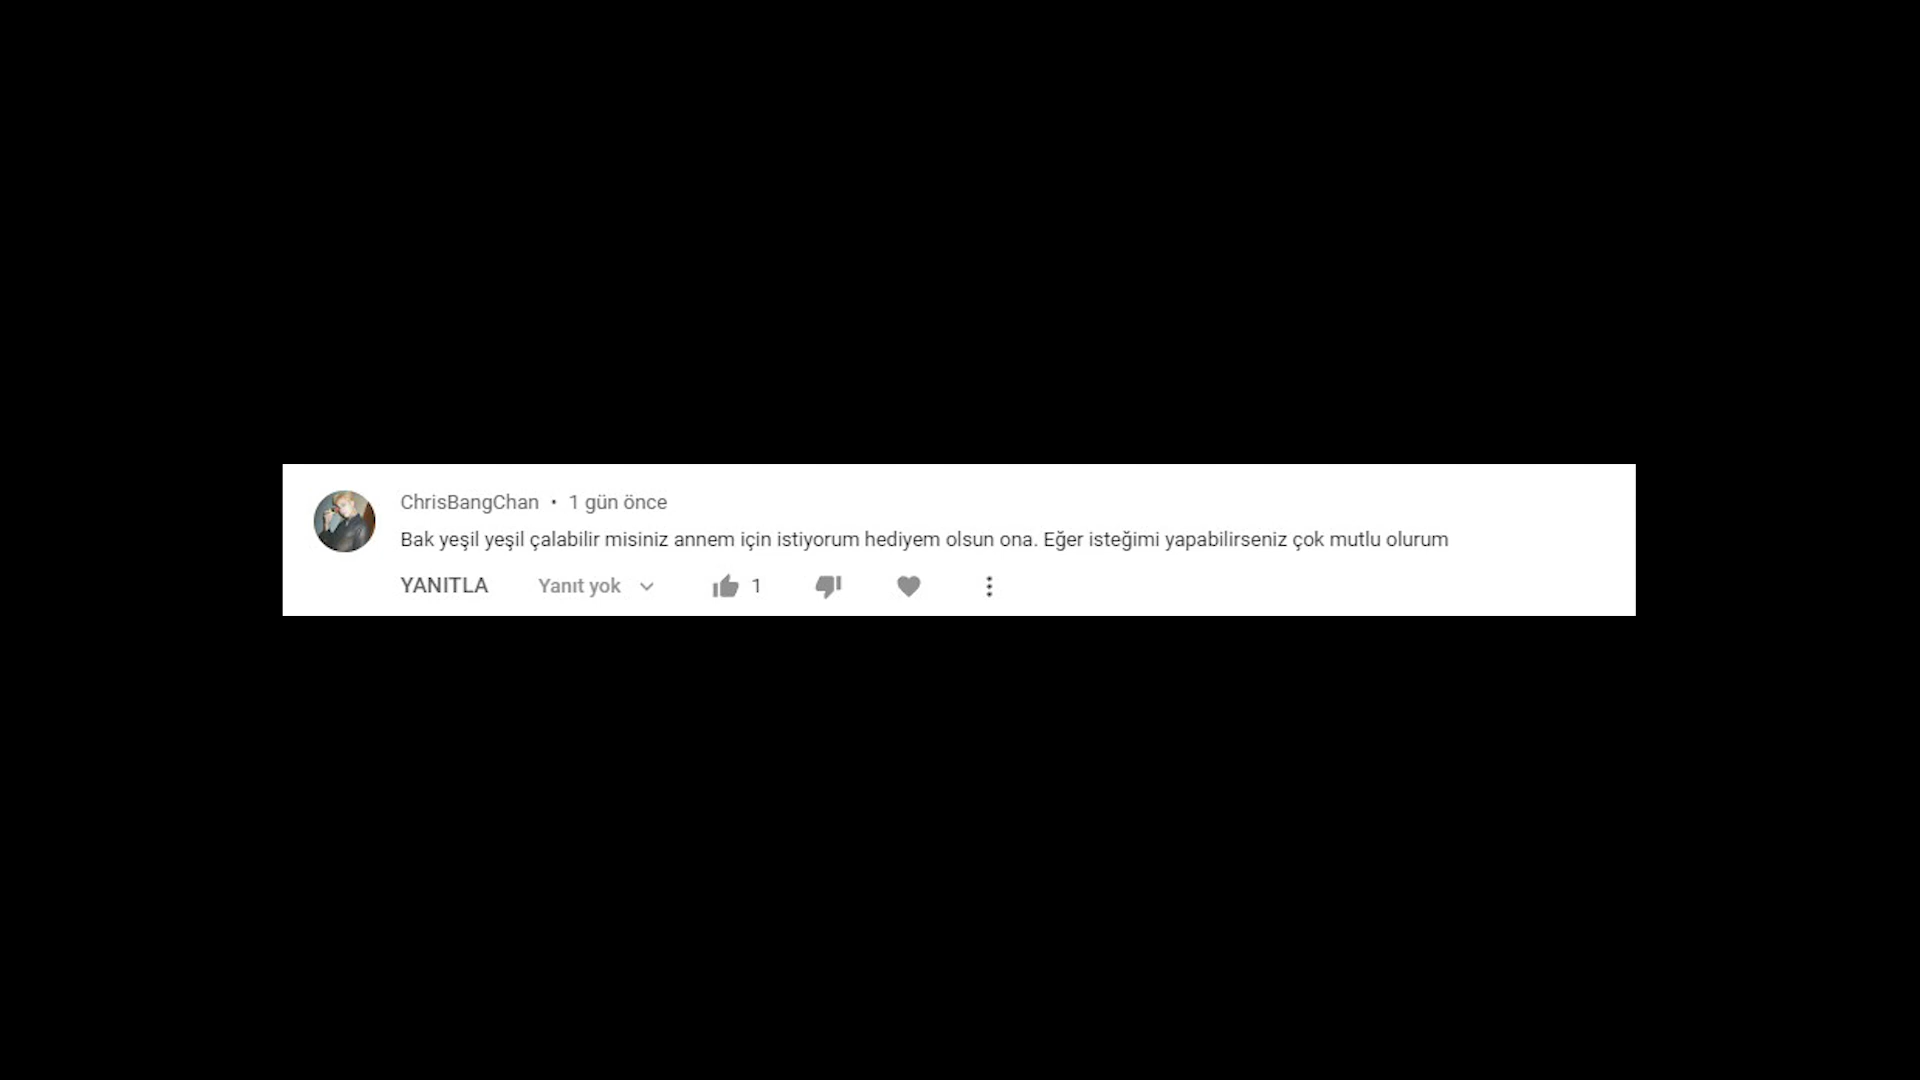 ChrisBangChan • 1 gün önce
Bak yeşil yeşil çalabilir misiniz annem için istiyorum hediyem olsun ona. Eğer isteğimi yapabilirseniz çok mutlu olurum
YANITLA Yanıt yok 1